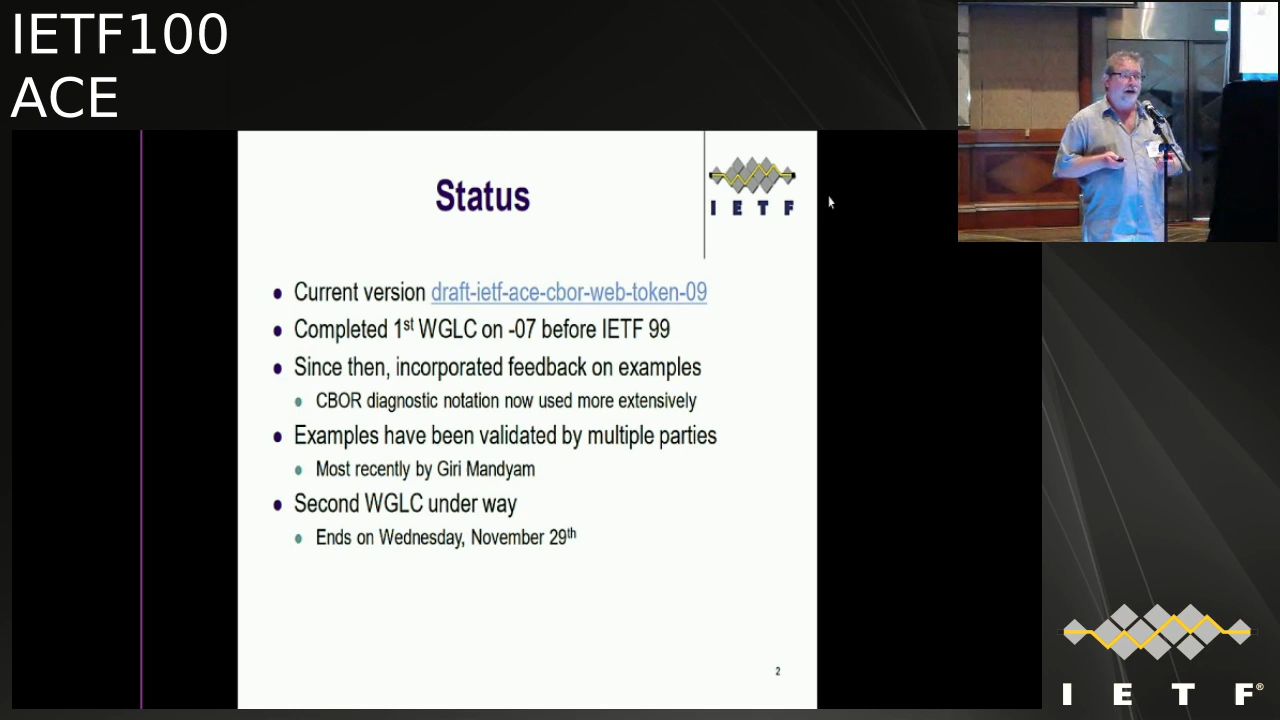 IETF100
ACE
Status
I E T F
Current version draft-ietf-ace-cbor-web-token-09
Completed 1st WGLC on -07 before IETF 99
Since then, incorporated feedback on examples
CBOR diagnostic notation now used more extensively
Examples have been validated by multiple parties
Most recently by Giri Mandyam
Second WGLC under way
Ends on Wednesday, November 29th
2
I E T F®